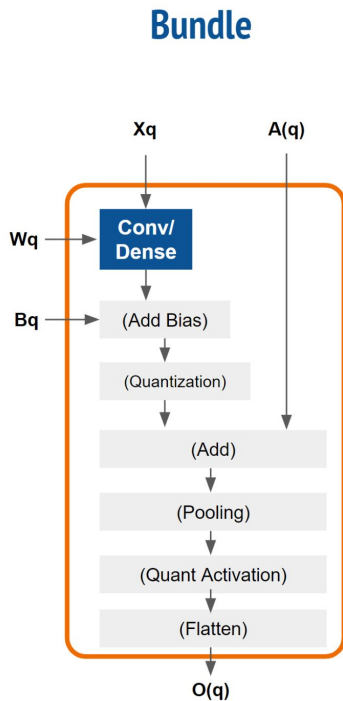 Bundle
Xq
A(q)
Wq
Conv/
Dense
Bq
(Add Bias)
(Quantization)
(Add)
(Pooling)
(Quant Activation)
(Flatten)
O(q)